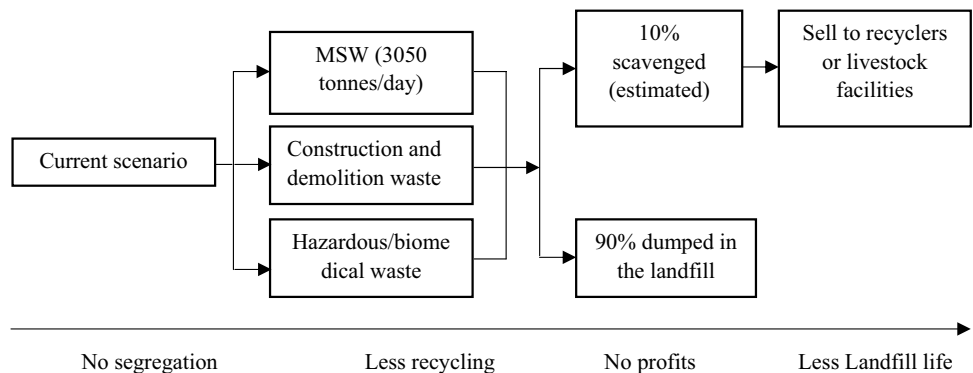 Current scenario
MSW (3050
tonnes/day)
Construction and
demolition waste
Hazardous/biome
dical waste
10%
scavenged
(estimated)
90% dumped in
the landfill
Sell to recyclers
or livestock
facilities
No segregation
Less recycling
No profits
Less Landfill life